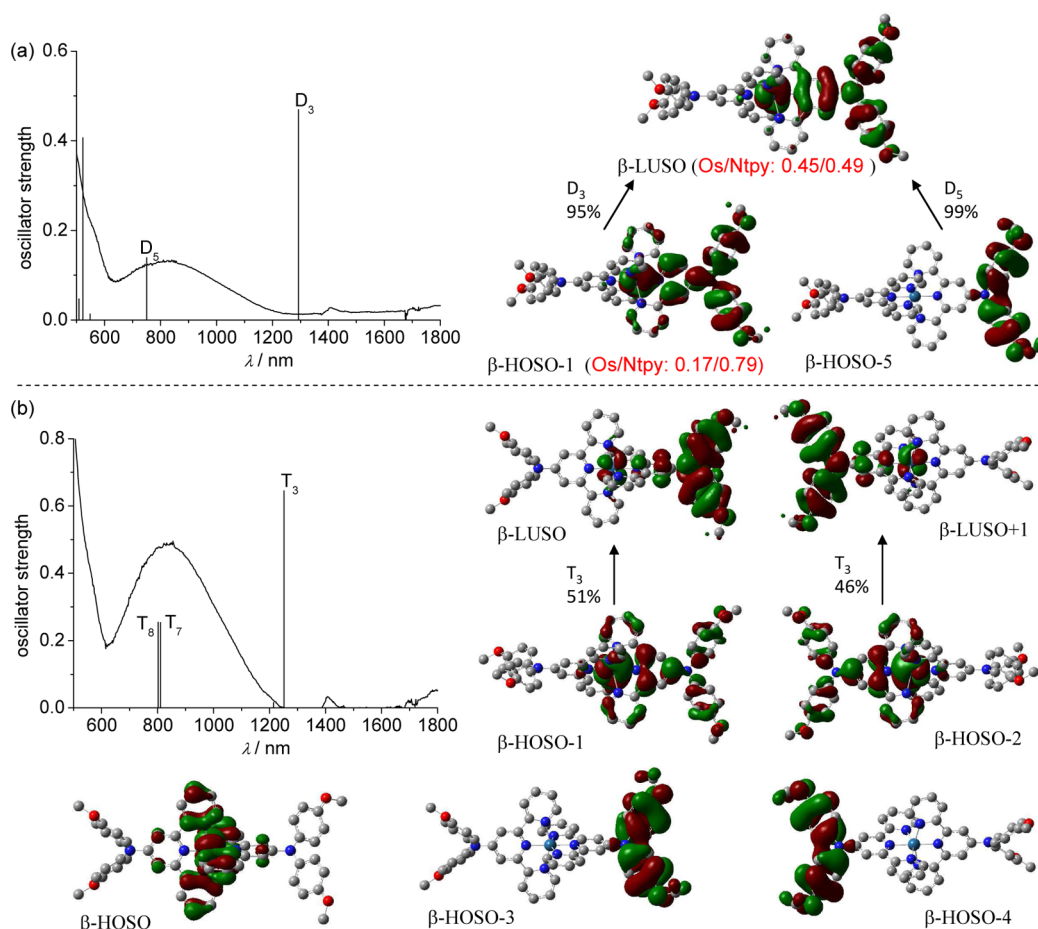 (a)
0.6
0.4
0.2
0.0
oscillator strength
D3
D5
600 800 1000 1200 1400 1600 1800
λ / nm
β-LUSO (Os/Ntpy: 0.45/0.49 )
D3
95%
D5
99%
β-HOSO-1 (Os/Ntpy: 0.17/0.79)
β-HOSO-5
(b)
0.8
0.6
0.4
0.2
0.0
oscillator strength
T3
T8 T7
600 800 1000 1200 1400 1600 1800
λ / nm
β-LUSO
β-LUSO+1
T3
51%
T3
46%
β-HOSO-1
β-HOSO-2
β-HOSO
β-HOSO-3
β-HOSO-4